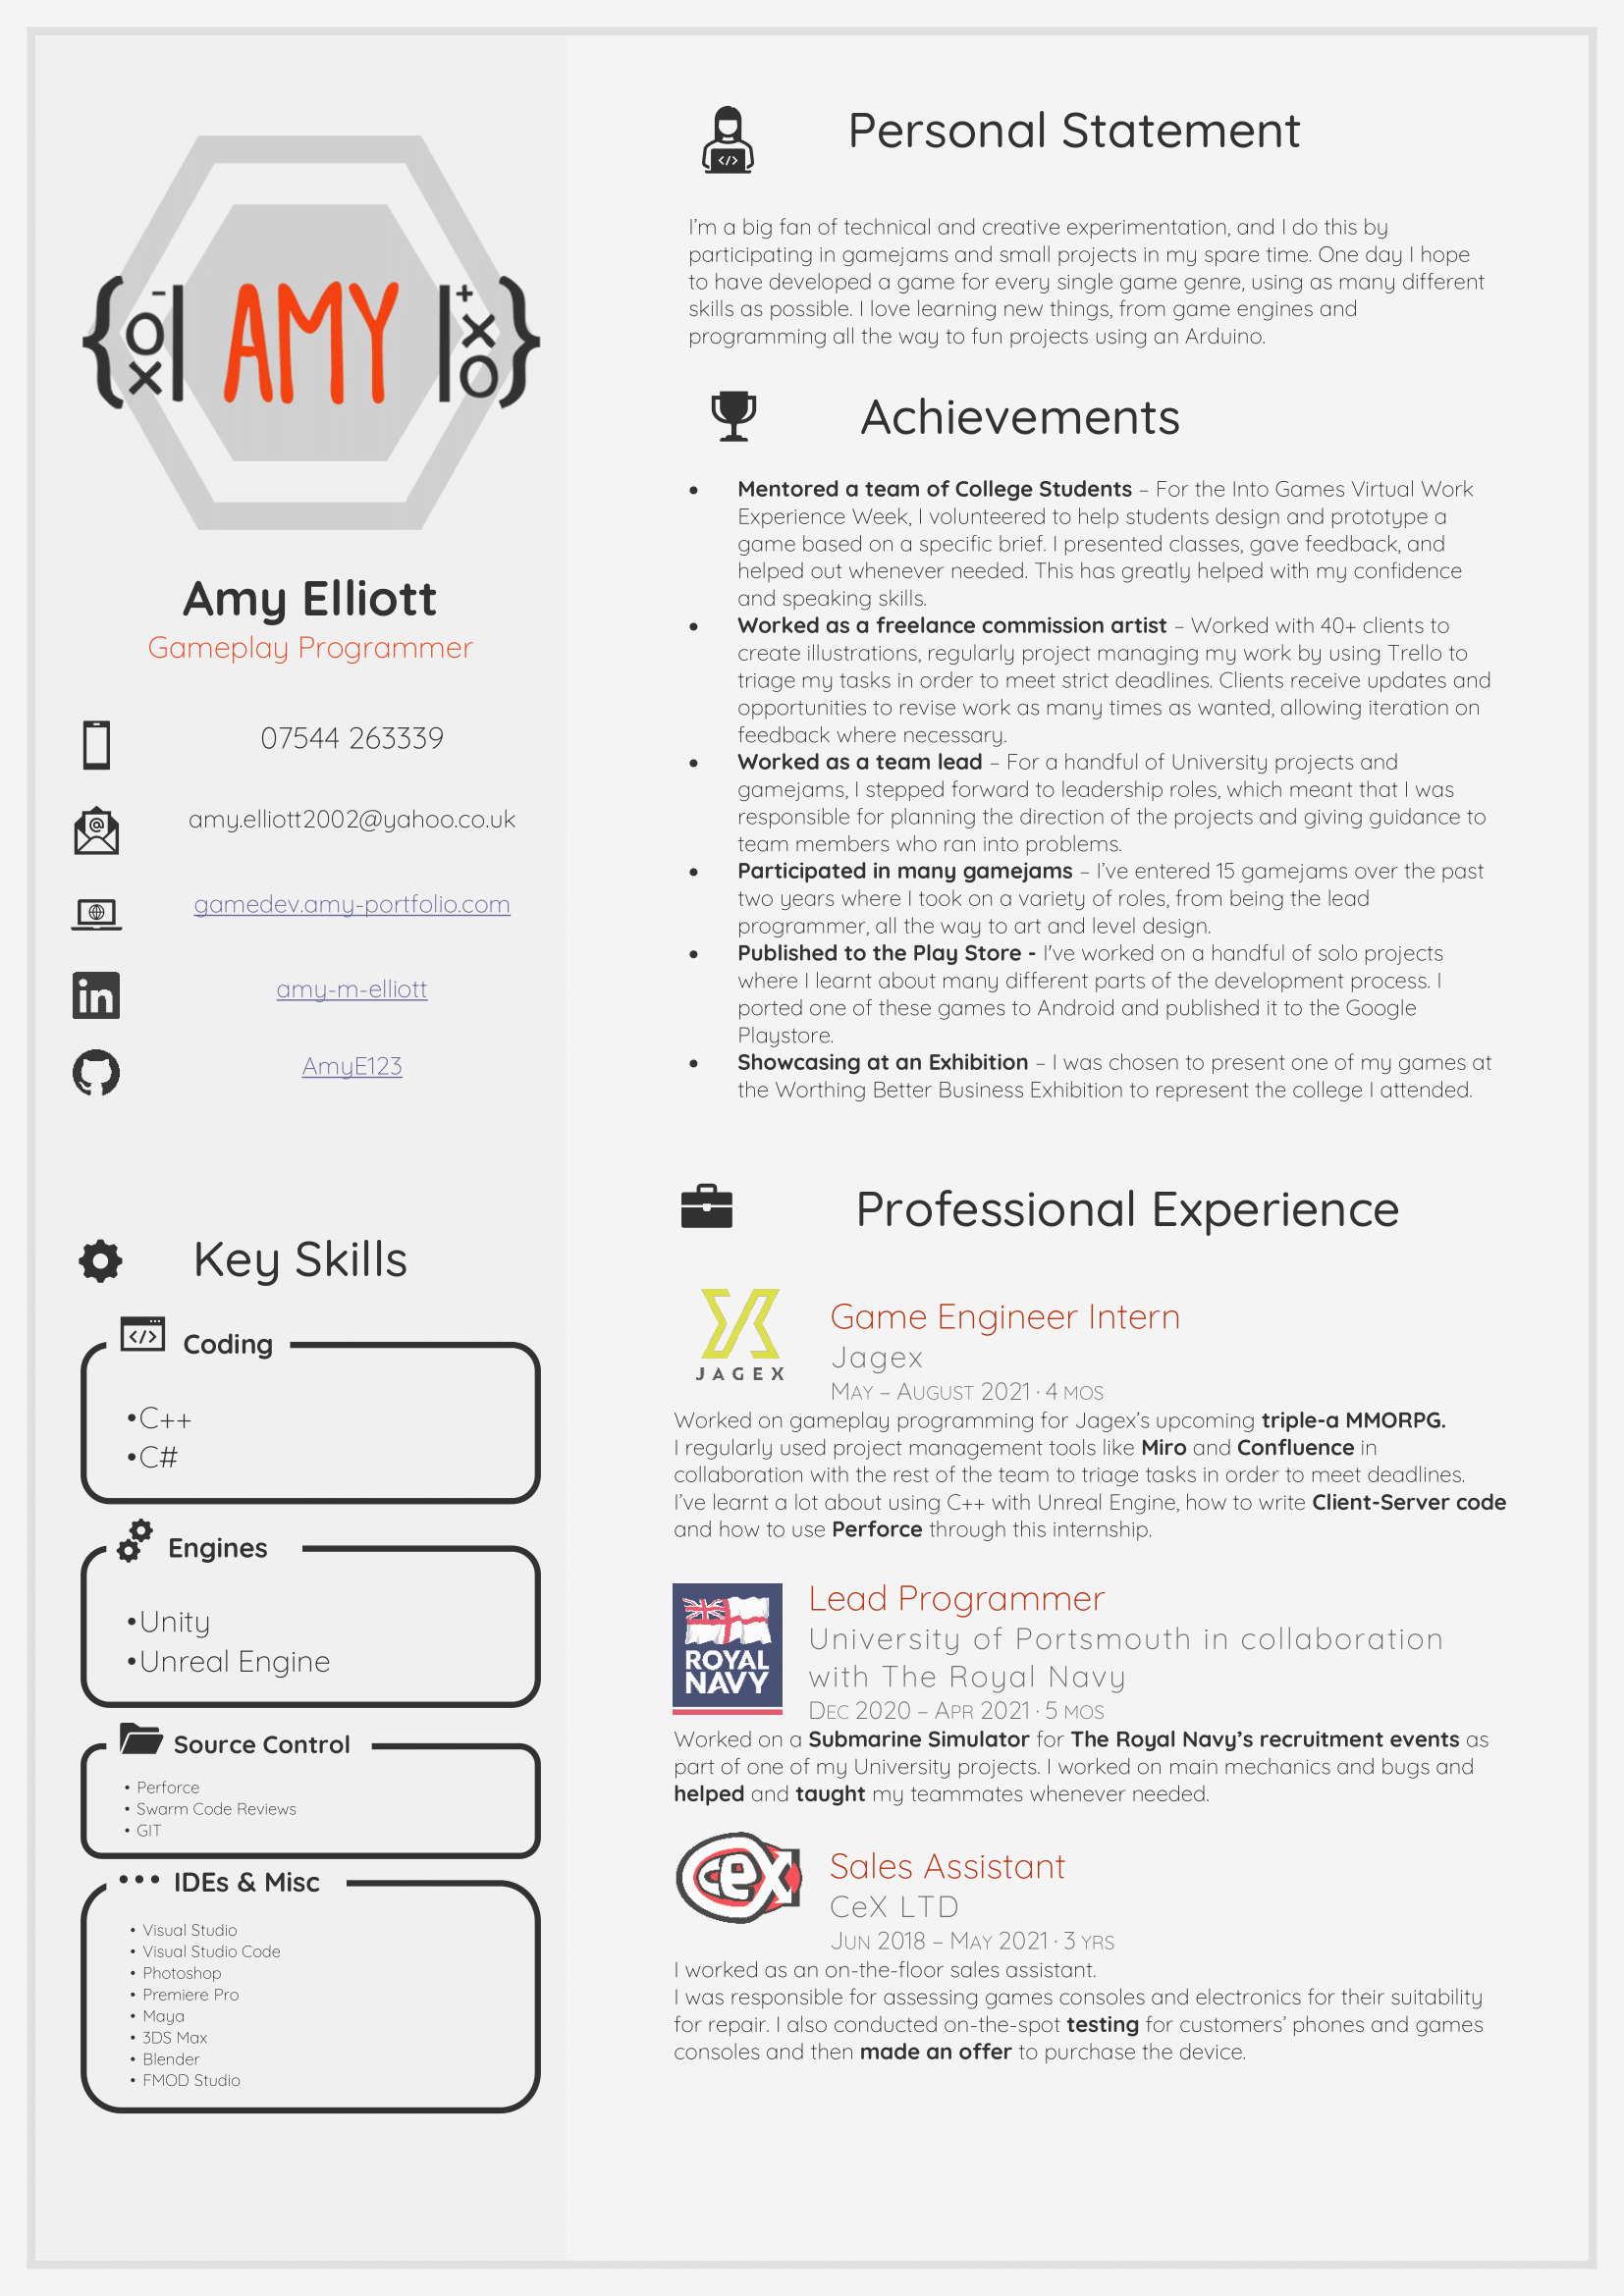 {
-
O
X
|
AMY
|
+
X
O
}
Amy Elliott
Gameplay Programmer
07544 263339
amy.elliott2002@yahoo.co.uk
gamedev.amy-portfolio.com
in
amy-m-elliott
AmyE123
Key Skills
</> Coding
•C++
•C#
Engines
•Unity
•Unreal Engine
Source Control
• Perforce
• Swarm Code Reviews
• GIT
IDEs & Misc
• Visual Studio
• Visual Studio Code
• Photoshop
• Premiere Pro
• Maya
• 3DS Max
• Blender
• FMOD Studio
</>
Personal Statement
I'm a big fan of technical and creative experimentation, and I do this by
participating in gamejams and small projects in my spare time. One day I hope
to have developed a game for every single game genre, using as many different
skills as possible. I love learning new things, from game engines and
programming all the way to fun projects using an Arduino.
Achievements
• Mentored a team of College Students – For the Into Games Virtual Work
Experience Week, I volunteered to help students design and prototype a
game based on a specific brief. I presented classes, gave feedback, and
helped out whenever needed. This has greatly helped with my confidence
and speaking skills.
• Worked as a freelance commission artist – Worked with 40+ clients to
create illustrations, regularly project managing my work by using Trello to
triage my tasks in order to meet strict deadlines. Clients receive updates and
opportunities to revise work as many times as wanted, allowing iteration on
feedback where necessary.
• Worked as a team lead – For a handful of University projects and
gamejams, I stepped forward to leadership roles, which meant that I was
responsible for planning the direction of the projects and giving guidance to
team members who ran into problems.
• Participated in many gamejams – I've entered 15 gamejams over the past
two years where I took on a variety of roles, from being the lead
programmer, all the way to art and level design.
• Published to the Play Store - I've worked on a handful of solo projects
where I learnt about many different parts of the development process. I
ported one of these games to Android and published it to the Google
Playstore.
• Showcasing at an Exhibition – I was chosen to present one of my games at
the Worthing Better Business Exhibition to represent the college I attended.
Professional Experience
JAGEX
Game Engineer Intern
Jagex
May – August 2021 · 4 mos
Worked on gameplay programming for Jagex's upcoming triple-a MMORPG.
I regularly used project management tools like Miro and Confluence in
collaboration with the rest of the team to triage tasks in order to meet deadlines.
I've learnt a lot about using C++ with Unreal Engine, how to write Client-Server code
and how to use Perforce through this internship.
ROYAL
NAVY
Lead Programmer
University of Portsmouth in collaboration
with The Royal Navy
Dec 2020 – Apr 2021 · 5 mos
Worked on a Submarine Simulator for The Royal Navy's recruitment events as
part of one of my University projects. I worked on main mechanics and bugs and
helped and taught my teammates whenever needed.
CeX
Sales Assistant
CeX LTD
Jun 2018 – May 2021 · 3 yrs
I worked as an on-the-floor sales assistant.
I was responsible for assessing games consoles and electronics for their suitability
for repair. I also conducted on-the-spot testing for customers' phones and games
consoles and then made an offer to purchase the device.